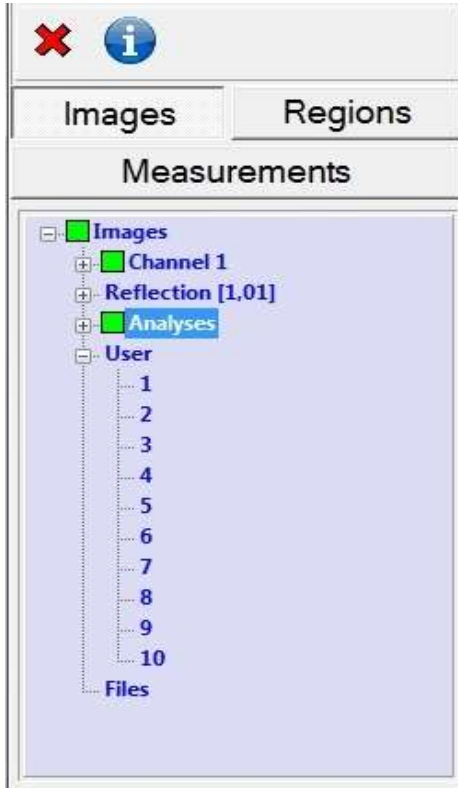 Images Regions
Measurements
Images
Channel 1
Reflection [1,01]
Analyses
User
1
2
3
4
5
6
7
8
9
10
Files